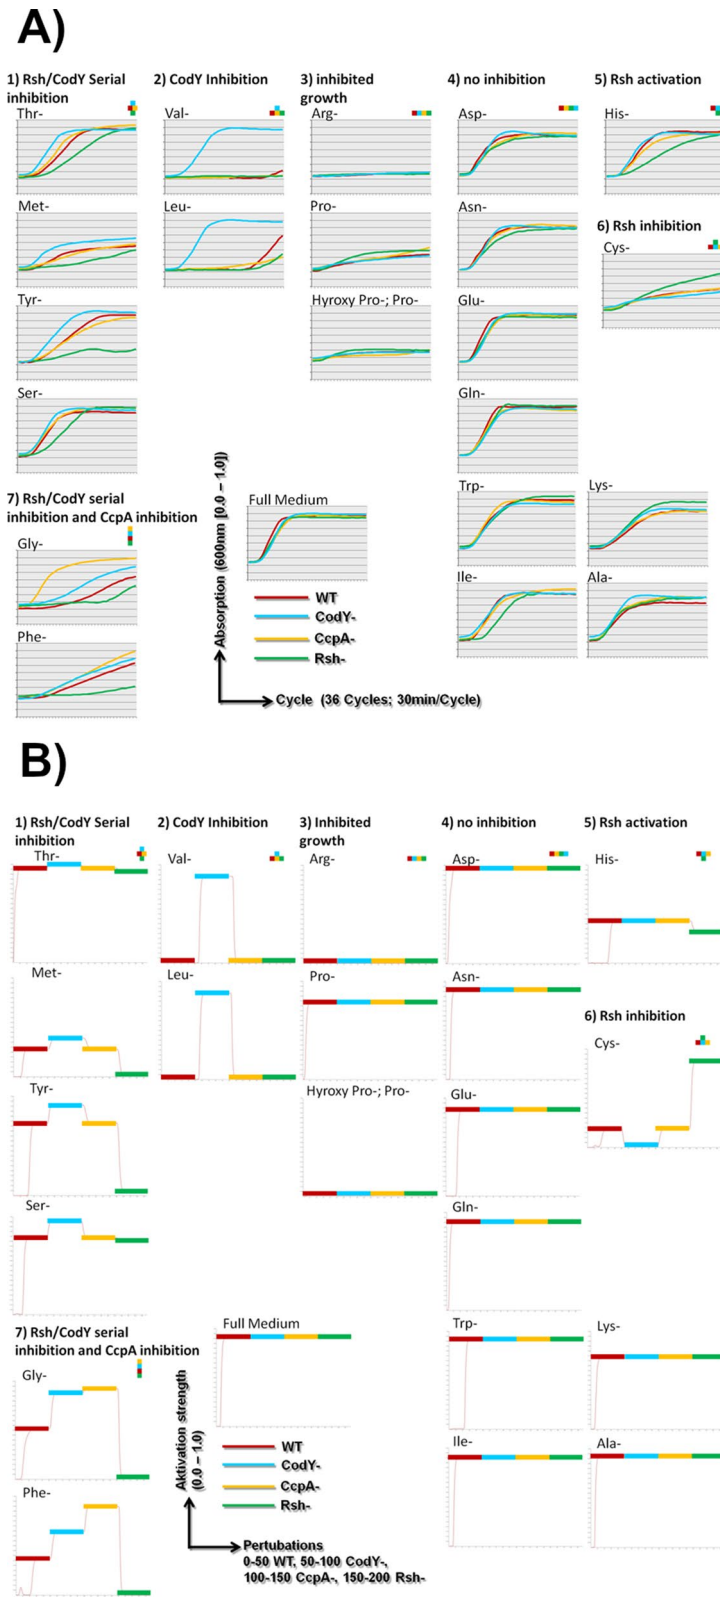 A)
1) Rsh/CodY Serial
inhibition
2) CodY Inhibition
3) inhibited
growth
4) no inhibition
5) Rsh activation
Thr-
Val-
Arg-
Asp-
His-
Met-
Leu-
Pro-
Asn-
6) Rsh inhibition
Cys-
Tyr-
Hyroxy Pro-; Pro-
Glu-
Ser-
Gln-
7) Rsh/CodY serial
inhibition and CcpA inhibition
Full Medium
Trp-
Lys-
Gly-
Ile-
Ala-
Phe-
Absorption (600nm [0.0 – 1.0])
WT
CodY-
CcpA-
Rsh-
Cycle (36 Cycles; 30min/Cycle)
B)
1) Rsh/CodY Serial
inhibition
2) CodY Inhibition
3) Inhibited
growth
4) no inhibition
5) Rsh activation
Thr-
Val-
Arg-
Asp-
His-
Met-
Leu-
Pro-
Asn-
6) Rsh inhibition
Cys-
Tyr-
Hyroxy Pro-; Pro-
Glu-
Ser-
Gln-
7) Rsh/CodY serial
inhibition and CcpA inhibition
Full Medium
Trp-
Lys-
Gly-
Ile-
Ala-
Phe-
Aktivation strength
(0.0 – 1.0)
WT
CodY-
CcpA-
Rsh-
Pertubations
0-50 WT, 50-100 CodY-,
100-150 CcpA-, 150-200 Rsh-